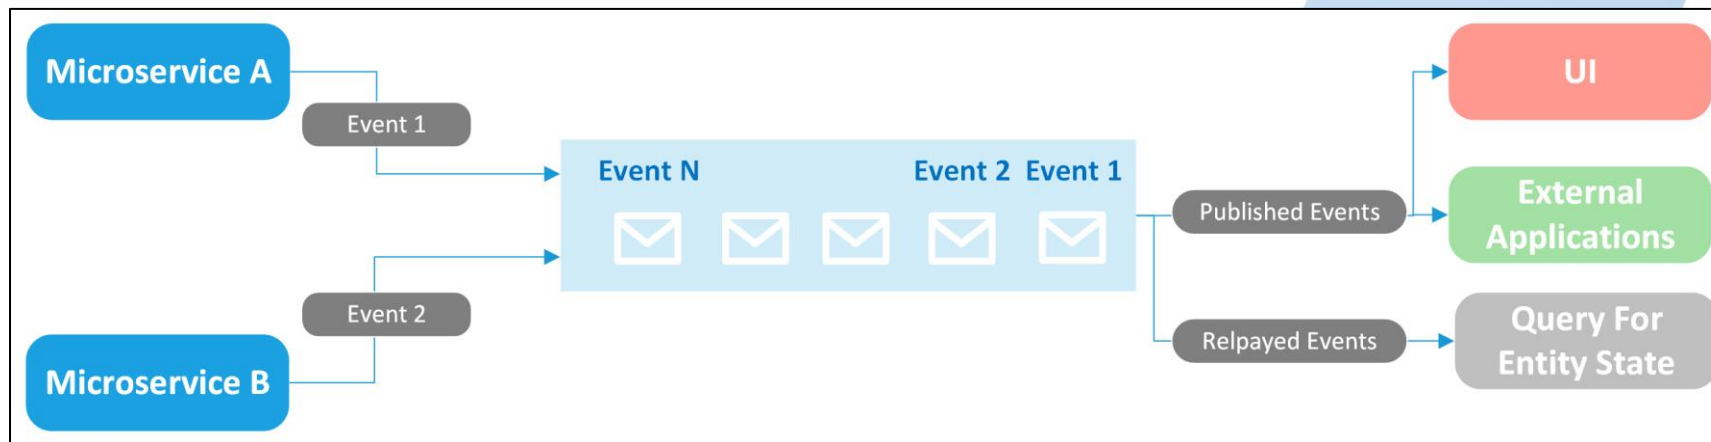 Microservice A
Event 1
Microservice B
Event 2
Event N
Event 2
Event 1
Published Events
Relpayed Events
UI
External
Applications
Query For
Entity State